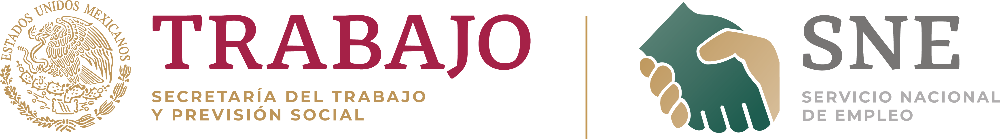 ESTADOS UNIDOS MEXICANOS
TRABAJO
SECRETARÍA DEL TRABAJO
Y PREVISIÓN SOCIAL
SNE
SERVICIO NACIONAL
DE EMPLEO